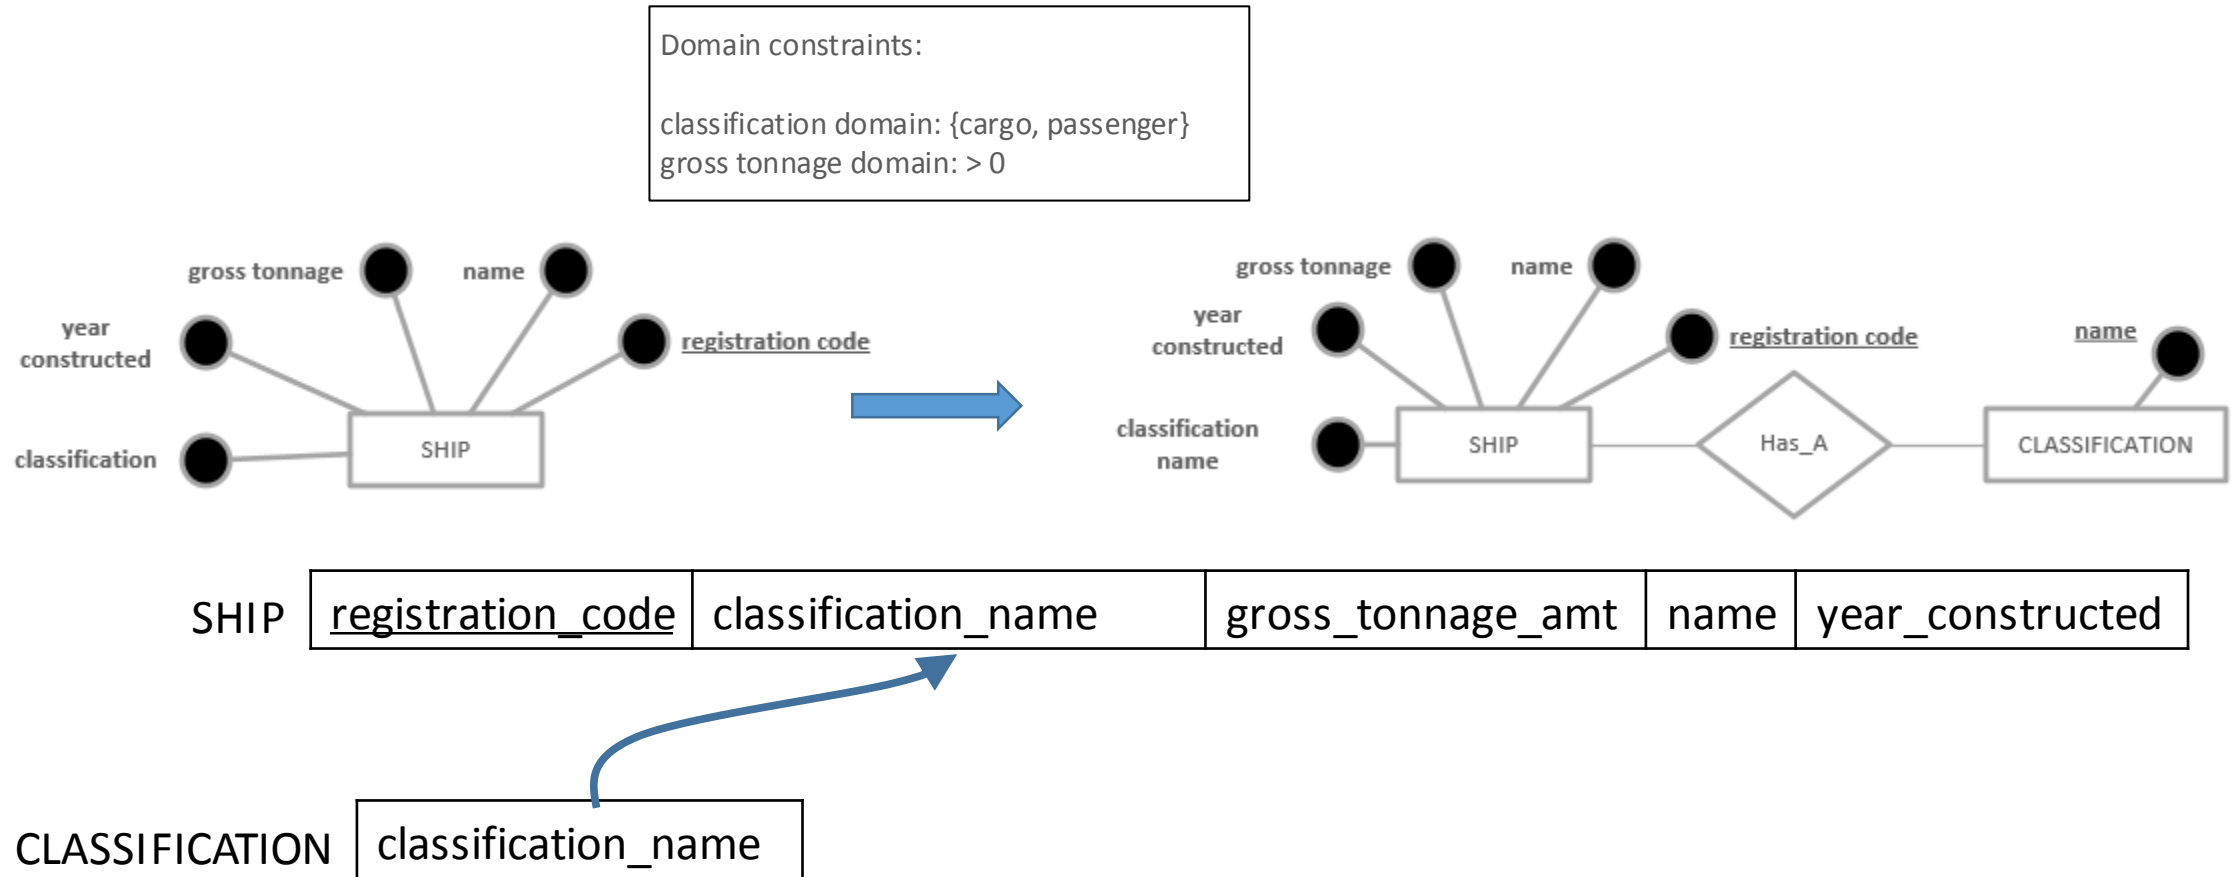 Domain constraints:
classification domain: {cargo, passenger}
gross tonnage domain: > 0
gross tonnage
name
year
constructed
registration code
classification
SHIP
gross tonnage
name
year
constructed
registration code
name
classification
name
SHIP
Has_A
CLASSIFICATION
SHIP registration_code classification_name gross_tonnage_amt name year_constructed
CLASSIFICATION classification_name